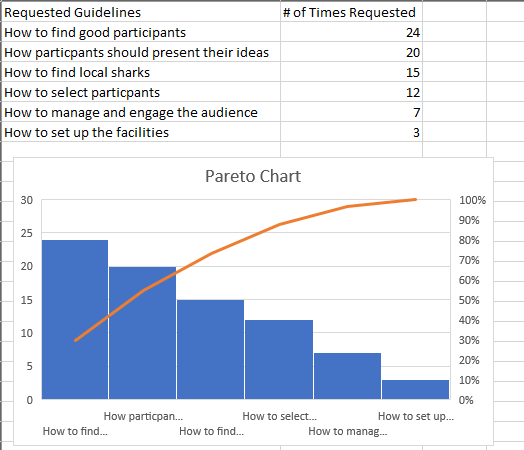 Requested Guidelines # of Times Requested
How to find good participants 24
How particpants should present their ideas 20
How to find local sharks 15
How to select particpants 12
How to manage and engage the audience 7
How to set up the facilities 3
Pareto Chart
30 100%
90%
25
80%
20 70%
60%
15 50%
40%
10
30%
5 20%
10%
0 0%
How particpan... How to select... How to set up...
How to find... How to find... How to manag...